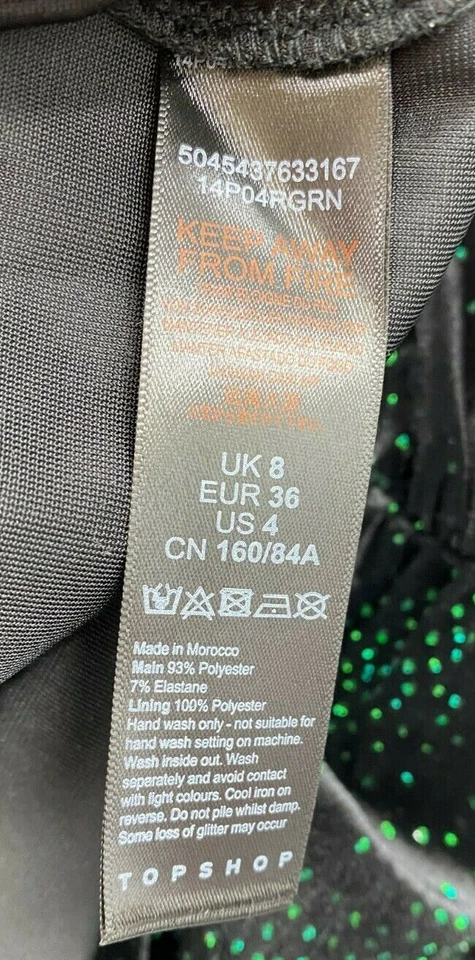 5045437633167
14P04RGRN
KEEP AWAY
FROM FIRE
UK 8
EUR 36
US 4
CN 160/84A
Made in Morocco
Main 93% Polyester
7% Elastane
Lining 100% Polyester
Hand wash only - not suitable for
hand wash setting on machine.
Wash inside out. Wash
separately and avoid contact
with light colours. Cool iron on
reverse. Do not pile whilst damp.
Some loss of glitter may occur
TOPSHOP